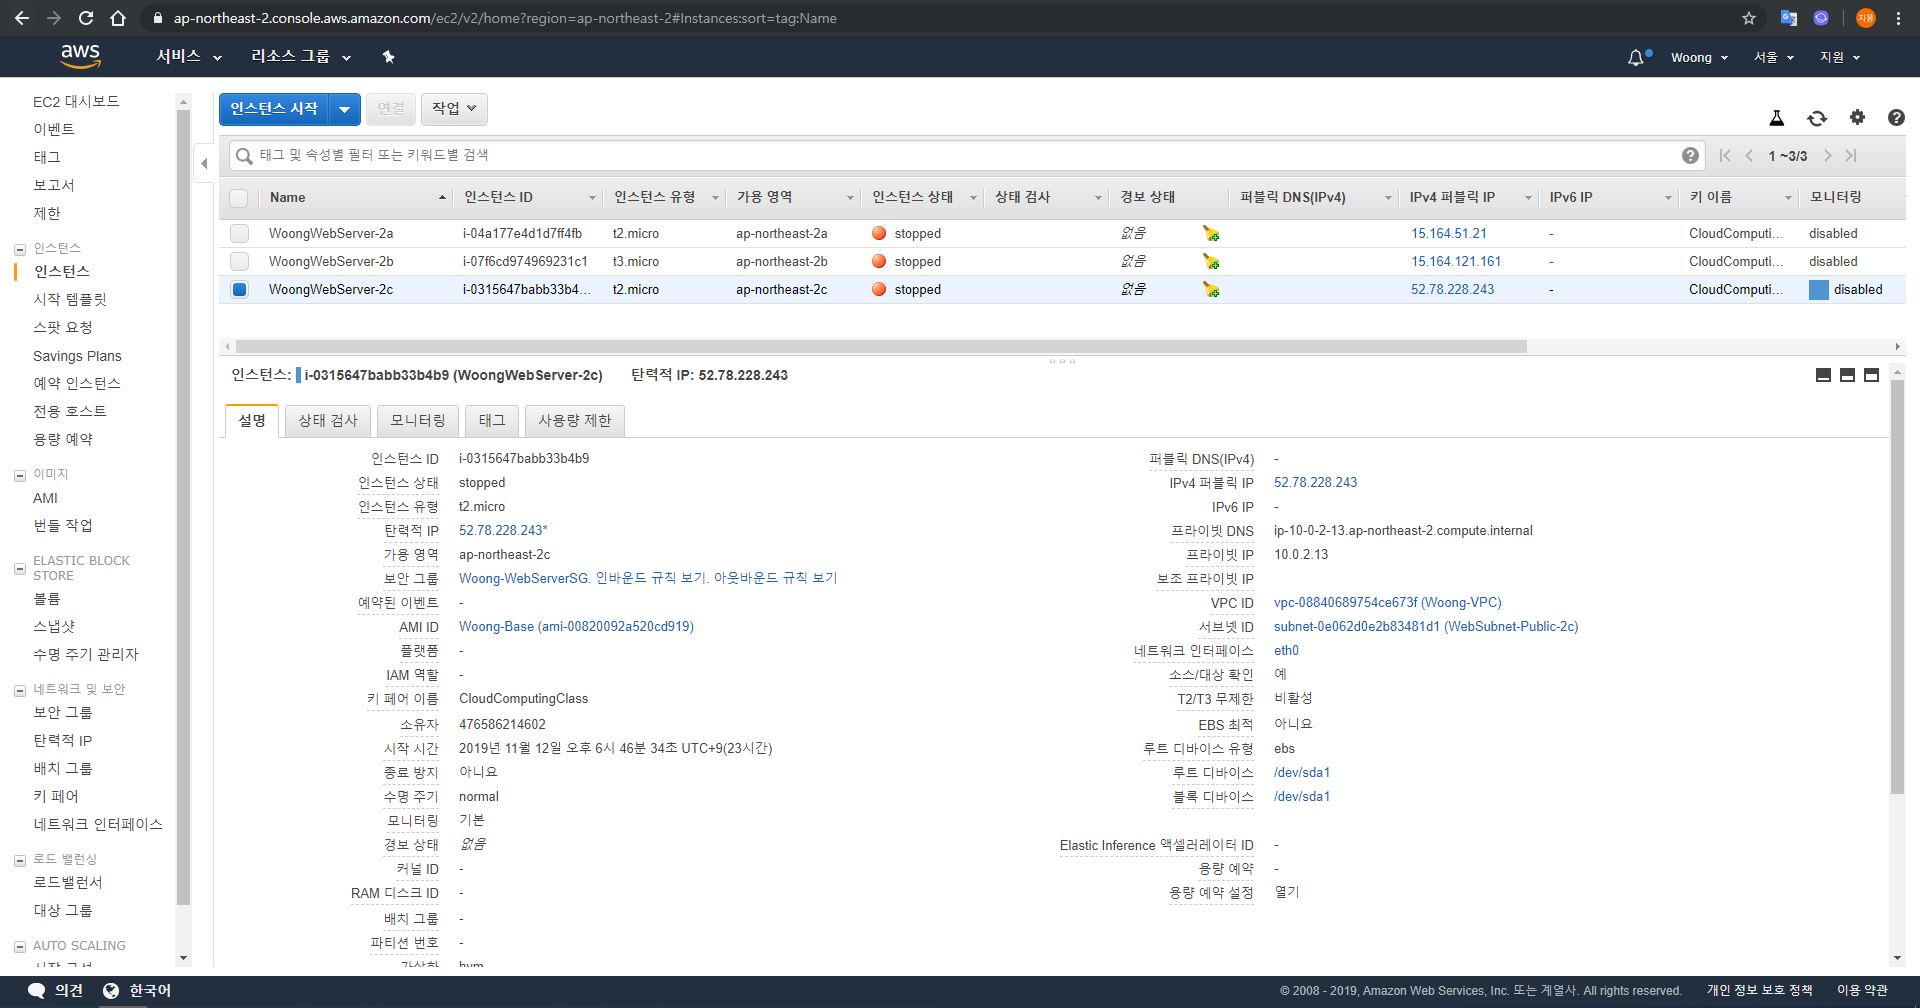 ap-northeast-2.console.aws.amazon.com/ec2/v2/home?region=ap-northeast-2#Instances:sort=tag:Name
지웅
aws 서비스 리소스 그룹 Woong 서울 지원
EC2 대시보드
이벤트
태그
보고서
제한
인스턴스
인스턴스
시작 템플릿
스팟 요청
Savings Plans
예약 인스턴스
전용 호스트
용량 예약
이미지
AMI
번들 작업
ELASTIC BLOCK
STORE
볼륨
스냅샷
수명 주기 관리자
네트워크 및 보안
보안 그룹
탄력적 IP
배치 그룹
키 페어
네트워크 인터페이스
로드 밸런싱
로드밸런서
대상 그룹
AUTO SCALING
시작 구성
인스턴스 시작 연결 작업
태그 및 속성별 필터 또는 키워드별 검색 1 ~3/3
Name 인스턴스 ID 인스턴스 유형 가용 영역 인스턴스 상태 상태 검사 경보 상태 퍼블릭 DNS(IPv4) IPv4 퍼블릭 IP IPv6 IP 키 이름 모니터링
WoongWebServer-2a i-04a177e4d1d7ff4fb t2.micro ap-northeast-2a stopped 없음 15.164.51.21 - CloudComputi... disabled
WoongWebServer-2b i-07f6cd974969231c1 t3.micro ap-northeast-2b stopped 없음 15.164.121.161 - CloudComputi... disabled
WoongWebServer-2c i-0315647babb33b4... t2.micro ap-northeast-2c stopped 없음 52.78.228.243 - CloudComputi... disabled
인스턴스: i-0315647babb33b4b9 (WoongWebServer-2c) 탄력적 IP: 52.78.228.243
설명 상태 검사 모니터링 태그 사용량 제한
인스턴스 ID i-0315647babb33b4b9
인스턴스 상태 stopped
인스턴스 유형 t2.micro
탄력적 IP 52.78.228.243*
가용 영역 ap-northeast-2c
보안 그룹 Woong-WebServerSG. 인바운드 규칙 보기. 아웃바운드 규칙 보기
예약된 이벤트 -
AMI ID Woong-Base (ami-00820092a520cd919)
플랫폼 -
IAM 역할 -
키 페어 이름 CloudComputingClass
소유자 476586214602
시작 시간 2019년 11월 12일 오후 6시 46분 34초 UTC+9(23시간)
종료 방지 아니요
수명 주기 normal
모니터링 기본
경보 상태 없음
커널 ID -
RAM 디스크 ID -
배치 그룹 -
파티션 번호 -
가상화 hvm
퍼블릭 DNS(IPv4) -
IPv4 퍼블릭 IP 52.78.228.243
IPv6 IP -
프라이빗 DNS ip-10-0-2-13.ap-northeast-2.compute.internal
프라이빗 IP 10.0.2.13
보조 프라이빗 IP
VPC ID vpc-08840689754ce673f (Woong-VPC)
서브넷 ID subnet-0e062d0e2b83481d1 (WebSubnet-Public-2c)
네트워크 인터페이스 eth0
소스/대상 확인 예
T2/T3 무제한 비활성
EBS 최적 아니요
루트 디바이스 유형 ebs
루트 디바이스 /dev/sda1
블록 디바이스 /dev/sda1
Elastic Inference 액셀러레이터 ID -
용량 예약 -
용량 예약 설정 열기
의견 한국어 © 2008 - 2019, Amazon Web Services, Inc. 또는 계열사. All rights reserved. 개인 정보 보호 정책 이용 약관